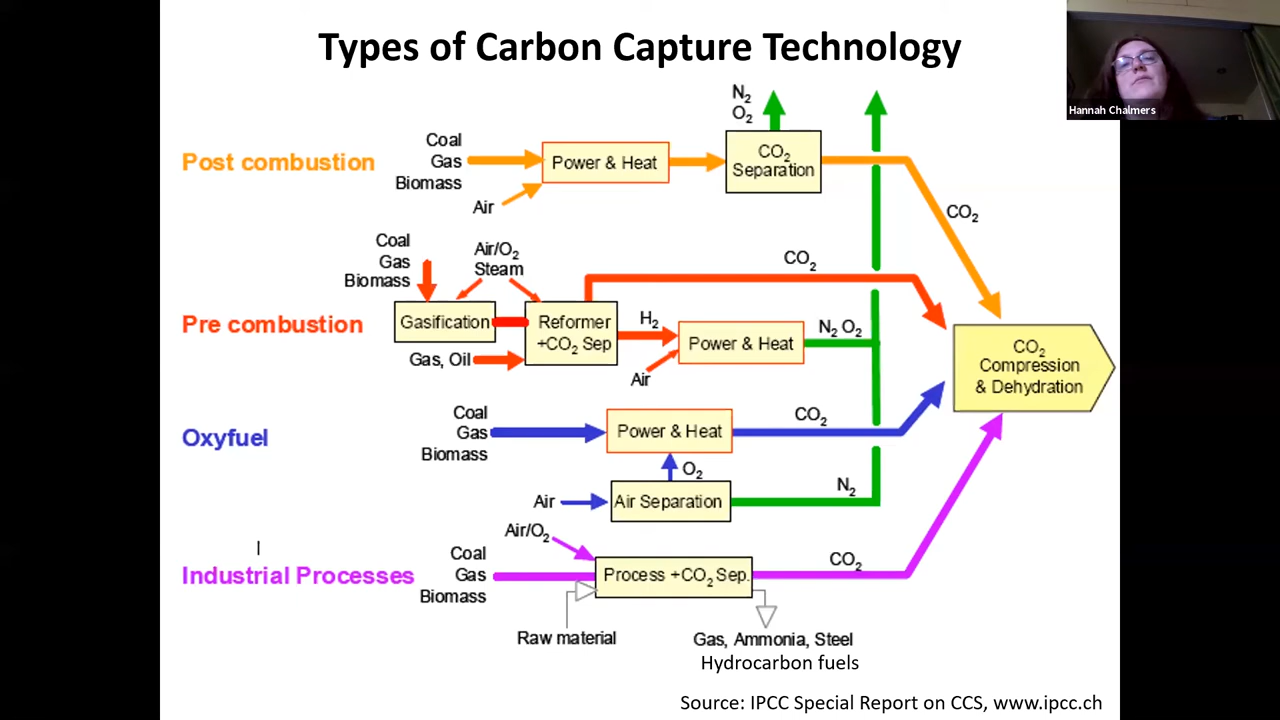 Types of Carbon Capture Technology
Hannah Chalmers
N₂
O₂
Post combustion
Coal
Gas
Biomass
Air
Power & Heat
CO₂
Separation
CO₂
Pre combustion
Coal
Gas
Biomass
Air/O₂
Steam
Gasification
Gas, Oil
Reformer
+CO₂ Sep
CO₂
H₂
Air
Power & Heat
N₂ O₂
CO₂
Compression
& Dehydration
Oxyfuel
Coal
Gas
Biomass
Power & Heat
CO₂
O₂
Air
Air Separation
N₂
Industrial Processes
Air/O₂
Coal
Gas
Biomass
Process +CO₂ Sep.
CO₂
Raw material
Gas, Ammonia, Steel
Hydrocarbon fuels
Source: IPCC Special Report on CCS, www.ipcc.ch